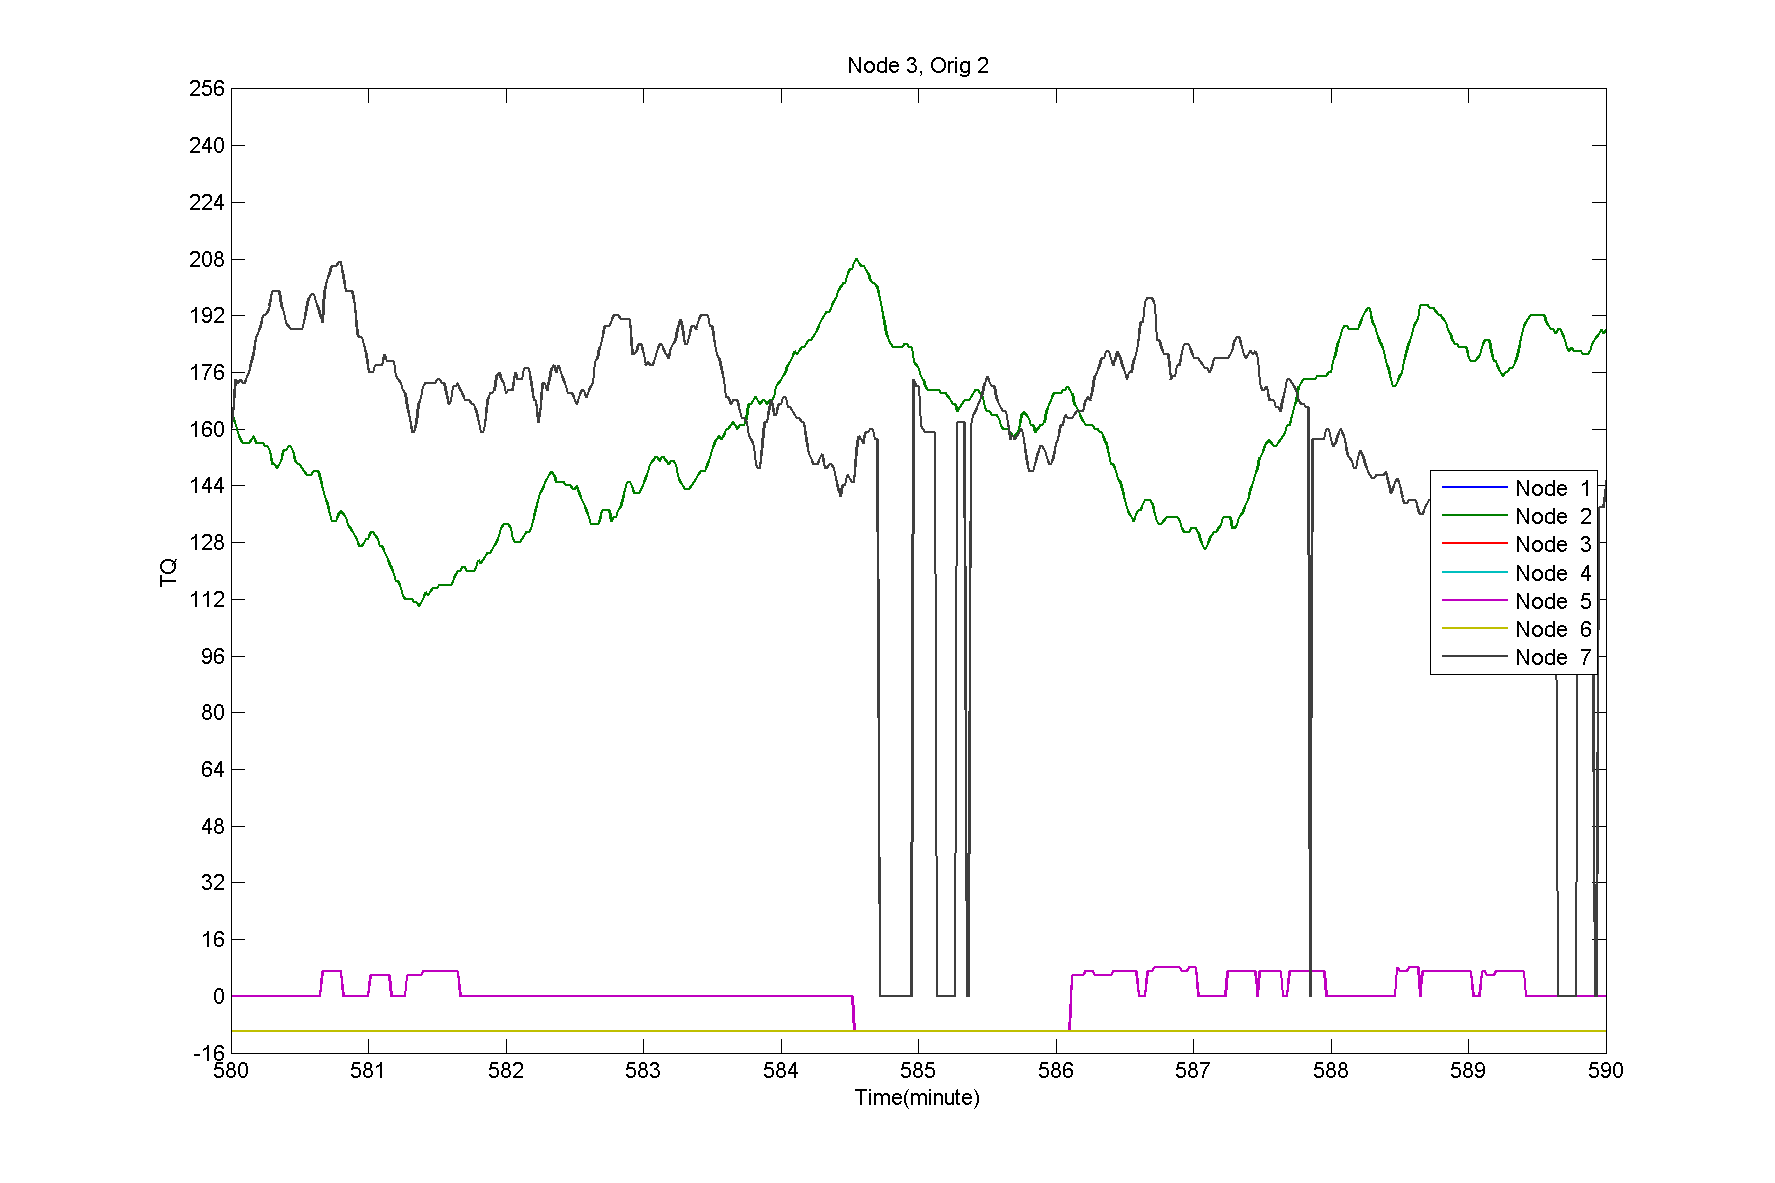 Node 3, Orig 2
256
240
224
208
192
176
160
144
128
112
96
80
64
48
32
16
0
-16
TQ
Node 1
Node 2
Node 3
Node 4
Node 5
Node 6
Node 7
580 581 582 583 584 585 586 587 588 589 590
Time(minute)